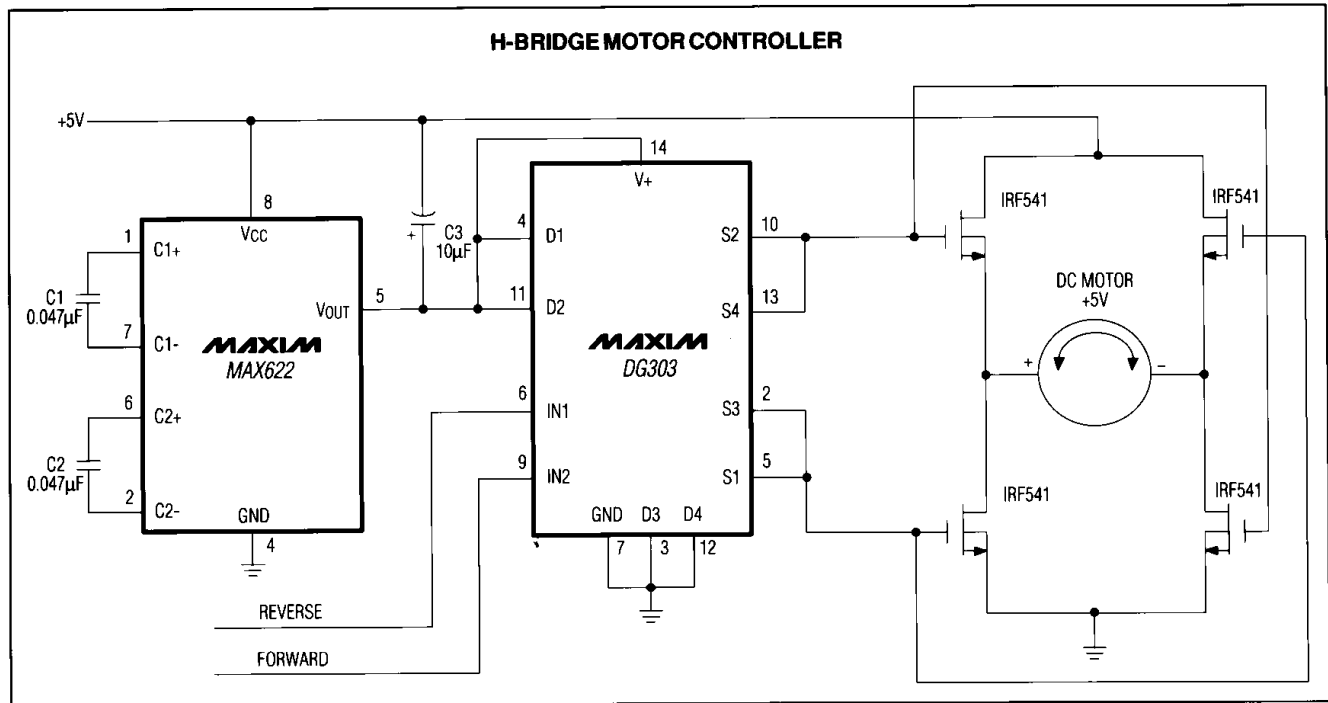 H-BRIDGE MOTOR CONTROLLER
+5V
8
VCC
1
C1+
C1
0.047µF
7
C1-
6
C2+
C2
0.047µF
2
C2-
GND
4
MAXIM
MAX622
VOUT
5
C3
10µF
+
14
V+
4
D1
11
D2
MAXIM
DG303
6
IN1
9
IN2
GND
D3
D4
7
3
12
S2
10
S4
13
S3
2
S1
5
REVERSE
FORWARD
IRF541
IRF541
DC MOTOR
+5V
+
-
IRF541
IRF541